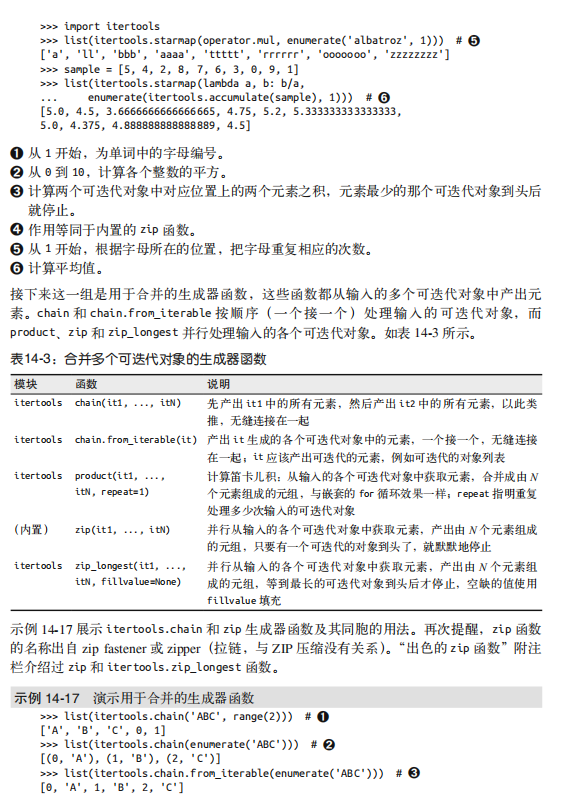 >>> import itertools
>>> list(itertools.starmap(operator.mul, enumerate('albatroz', 1)))  # ❺
['a', 'll', 'bbb', 'aaaa', 'ttttt', 'rrrrrr', 'ooooooo', 'zzzzzzzz']
>>> sample = [5, 4, 2, 8, 7, 6, 3, 0, 9, 1]
>>> list(itertools.starmap(lambda a, b: b/a,
...     enumerate(itertools.accumulate(sample), 1)))  # ❻
[5.0, 4.5, 3.6666666666666665, 4.75, 5.2, 5.333333333333333,
5.0, 4.375, 4.888888888888889, 4.5]
❶ 从 1 开始，为单词中的字母编号。
❷ 从 0 到 10，计算各个整数的平方。
❸ 计算两个可迭代对象中对应位置上的两个元素之积，元素最少的那个可迭代对象到头后
就停止。
❹ 作用等同于内置的 zip 函数。
❺ 从 1 开始，根据字母所在的位置，把字母重复相应的次数。
❻ 计算平均值。
接下来这一组是用于合并的生成器函数，这些函数都从输入的多个可迭代对象中产出元
素。chain 和 chain.from_iterable 按顺序（一个接一个）处理输入的可迭代对象，而
product、zip 和 zip_longest 并行处理输入的各个可迭代对象。如表 14-3 所示。
表14-3：合并多个可迭代对象的生成器函数
模块 函数 说明
itertools chain(it1, ..., itN) 先产出 it1 中的所有元素，然后产出 it2 中的所有元素，以此类
推，无缝连接在一起
itertools chain.from_iterable(it) 产出 it 生成的各个可迭代对象中的元素，一个接一个，无缝连接
在一起；it 应该产出可迭代的元素，例如可迭代的对象列表
itertools product(it1, ..., 计算笛卡儿积：从输入的各个可迭代对象中获取元素，合并成由 N
itN, repeat=1) 个元素组成的元组，与嵌套的 for 循环效果一样；repeat 指明重复
处理多少次输入的可迭代对象
（内置） zip(it1, ..., itN) 并行从输入的各个可迭代对象中获取元素，产出由 N 个元素组成
的元组，只要有一个可迭代的对象到头了，就默默地停止
itertools zip_longest(it1, ..., 并行从输入的各个可迭代对象中获取元素，产出由 N 个元素组
itN, fillvalue=None) 成的元组，等到最长的可迭代对象到头后才停止，空缺的值使用
fillvalue 填充
示例 14-17 展示 itertools.chain 和 zip 生成器函数及其同胞的用法。再次提醒，zip 函数
的名称出自 zip fastener 或 zipper（拉链，与 ZIP 压缩没有关系）。“出色的 zip 函数”附注
栏介绍过 zip 和 itertools.zip_longest 函数。
示例 14-17 演示用于合并的生成器函数
>>> list(itertools.chain('ABC', range(2)))  # ❶
['A', 'B', 'C', 0, 1]
>>> list(itertools.chain(enumerate('ABC')))  # ❷
[(0, 'A'), (1, 'B'), (2, 'C')]
>>> list(itertools.chain.from_iterable(enumerate('ABC')))  # ❸
[0, 'A', 1, 'B', 2, 'C']